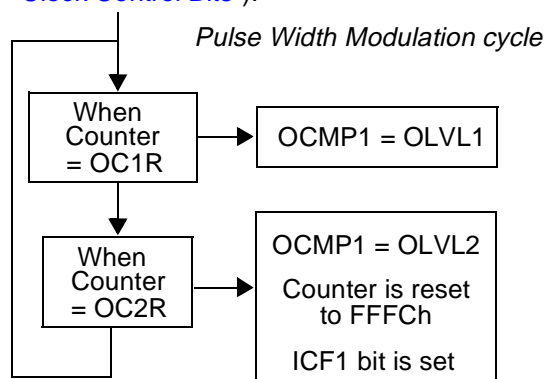 Clock Control Bits").
Pulse Width Modulation cycle
When
Counter
= OC1R
OCMP1 = OLVL1
When
Counter
= OC2R
OCMP1 = OLVL2
Counter is reset
to FFFCh
ICF1 bit is set